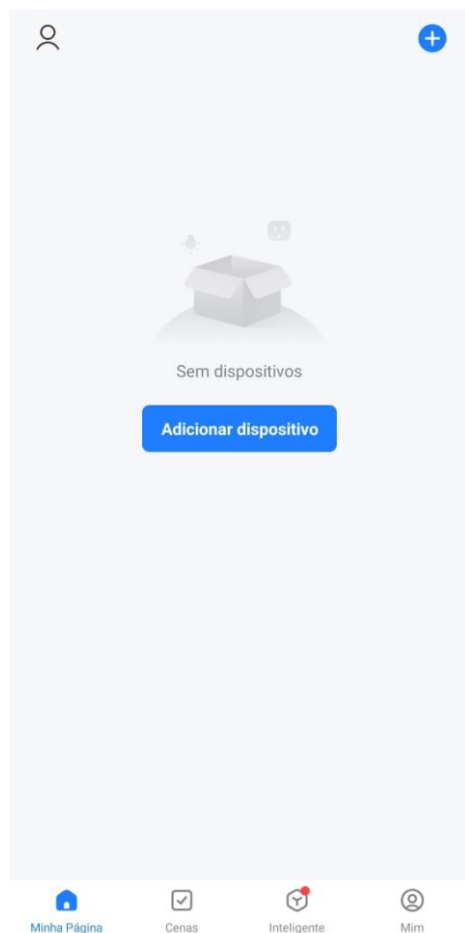 Sem dispositivos
Adicionar dispositivo
Minha Página
Cenas
Inteligente
Mim